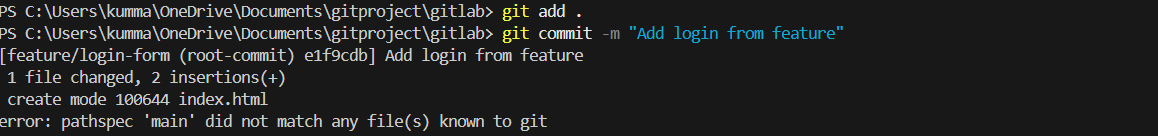 PS C:\Users\kumma\OneDrive\Documents\gitproject\gitlab> git add .
PS C:\Users\kumma\OneDrive\Documents\gitproject\gitlab> git commit -m "Add login from feature"
[feature/login-form (root-commit) e1f9cdb] Add login from feature
1 file changed, 2 insertions(+)
create mode 100644 index.html
error: pathspec 'main' did not match any file(s) known to git